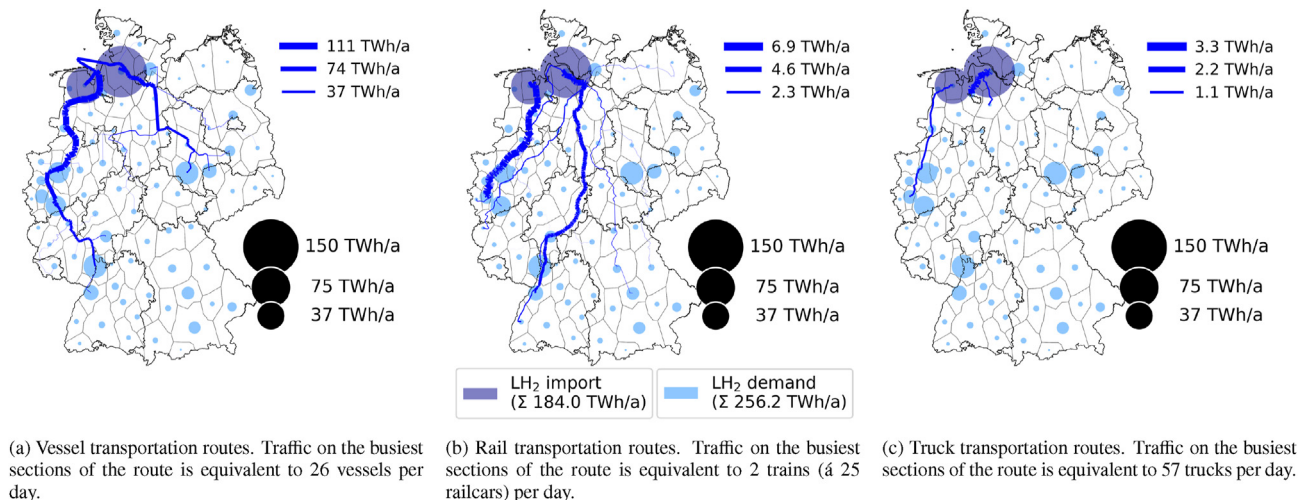 111 TWh/a
74 TWh/a
37 TWh/a
150 TWh/a
75 TWh/a
37 TWh/a
6.9 TWh/a
4.6 TWh/a
2.3 TWh/a
150 TWh/a
75 TWh/a
37 TWh/a
3.3 TWh/a
2.2 TWh/a
1.1 TWh/a
150 TWh/a
75 TWh/a
37 TWh/a
LH₂ import
(Σ 184.0 TWh/a)
LH₂ demand
(Σ 256.2 TWh/a)
(a) Vessel transportation routes. Traffic on the busiest
sections of the route is equivalent to 26 vessels per
day.
(b) Rail transportation routes. Traffic on the busiest
sections of the route is equivalent to 2 trains (á 25
railcars) per day.
(c) Truck transportation routes. Traffic on the busiest
sections of the route is equivalent to 57 trucks per day.